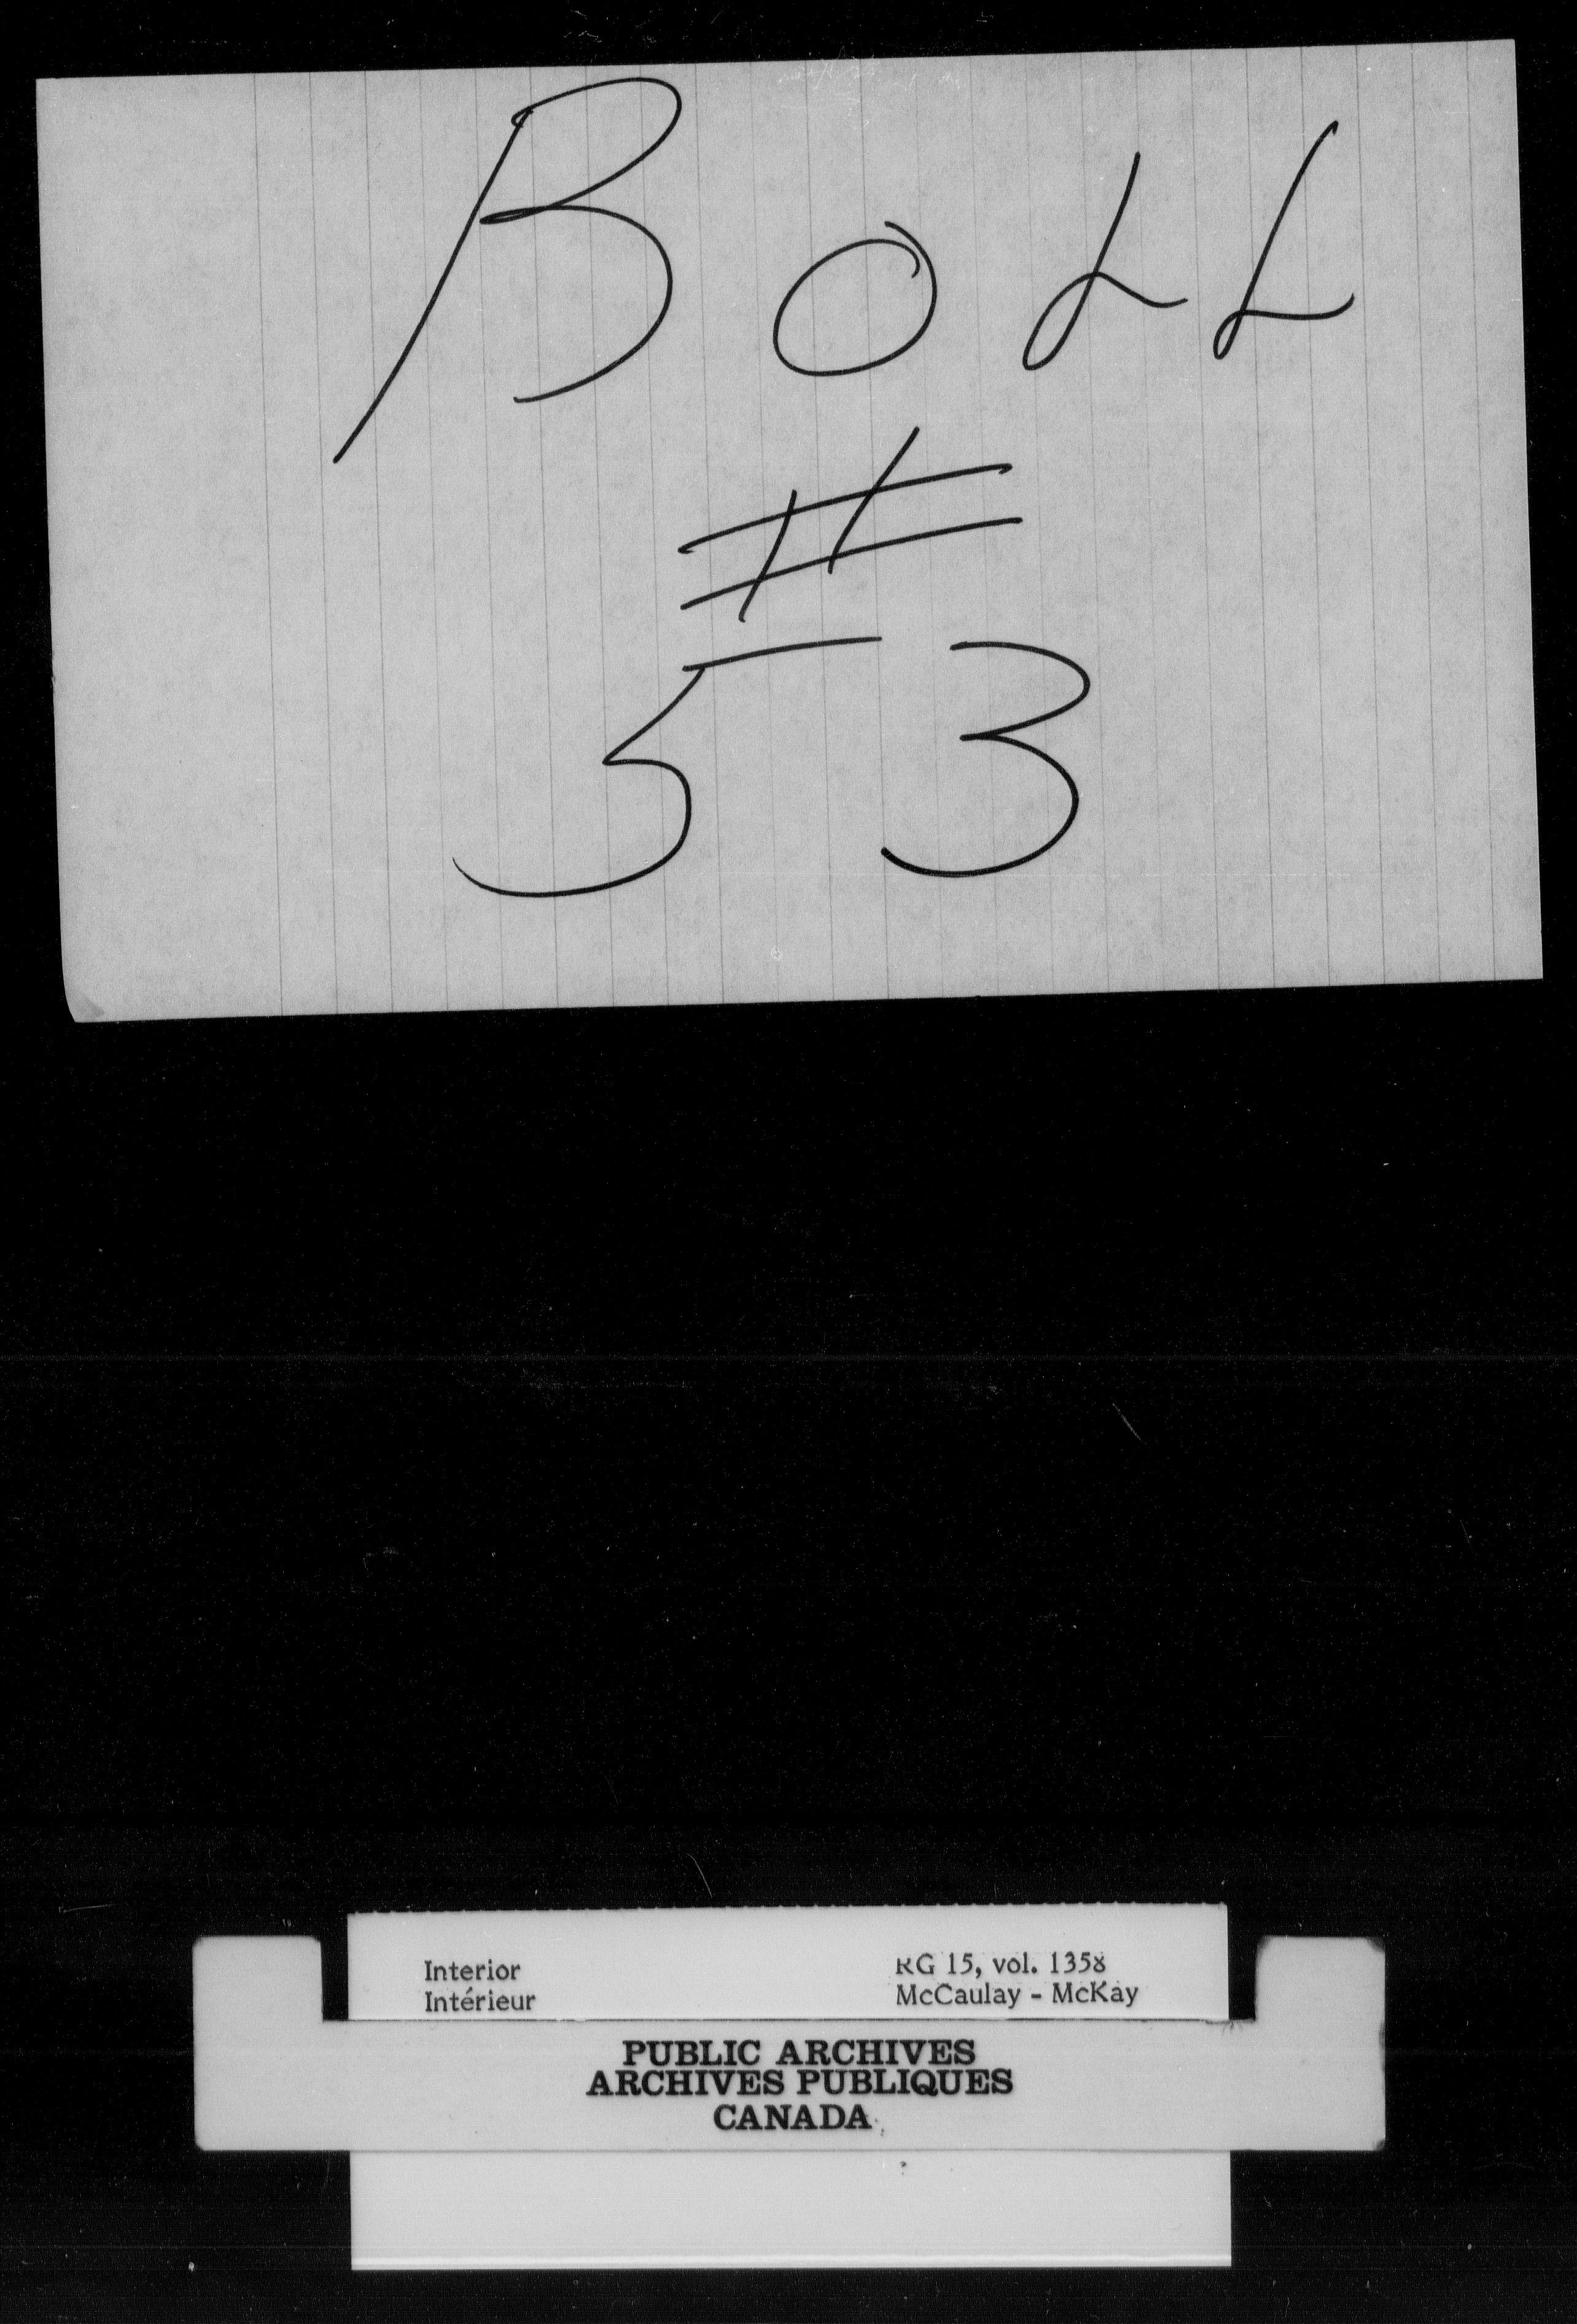 BOLL
#
53
Interior
Intérieur
RG 15, vol. 1358
McCaulay - McKay
PUBLIC ARCHIVES
ARCHIVES PUBLIQUES
CANADA